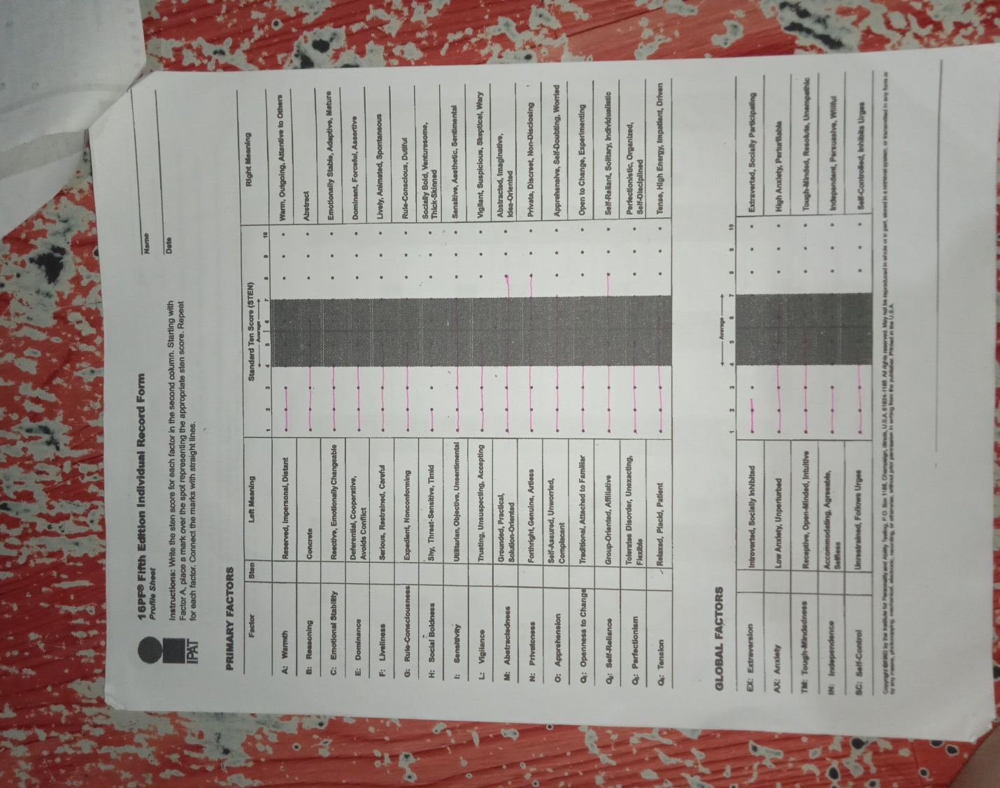 IPAT
16PF® Fifth Edition Individual Record Form
Profile Sheet
Name
Date
Instructions: Write the sten score for each factor in the second column. Starting with
Factor A, place a mark over the spot representing the appropriate sten score. Repeat
for each factor. Connect the marks with straight lines.
PRIMARY FACTORS
Factor Sten Left Meaning Standard Ten Score (STEN) Right Meaning
Average
1 2 3 4 5 6 7 8 9 10
A: Warmth Reserved, Impersonal, Distant Warm, Outgoing, Attentive to Others
B: Reasoning Concrete Abstract
C: Emotional Stability Reactive, Emotionally Changeable Emotionally Stable, Adaptive, Mature
E: Dominance Deferential, Cooperative, Avoids Conflict Dominant, Forceful, Assertive
F: Liveliness Serious, Restrained, Careful Lively, Animated, Spontaneous
G: Rule-Consciousness Expedient, Nonconforming Rule-Conscious, Dutiful
H: Social Boldness Shy, Threat-Sensitive, Timid Socially Bold, Venturesome, Thick-Skinned
I: Sensitivity Utilitarian, Objective, Unsentimental Sensitive, Aesthetic, Sentimental
L: Vigilance Trusting, Unsuspecting, Accepting Vigilant, Suspicious, Skeptical, Wary
M: Abstractedness Grounded, Practical, Solution-Oriented Abstracted, Imaginative, Idea-Oriented
N: Privateness Forthright, Genuine, Artless Private, Discreet, Non-Disclosing
O: Apprehension Self-Assured, Unworried, Complacent Apprehensive, Self-Doubting, Worried
Q1: Openness to Change Traditional, Attached to Familiar Open to Change, Experimenting
Q2: Self-Reliance Group-Oriented, Affiliative Self-Reliant, Solitary, Individualistic
Q3: Perfectionism Tolerates Disorder, Unexacting, Flexible Perfectionistic, Organized, Self-Disciplined
Q4: Tension Relaxed, Placid, Patient Tense, High Energy, Impatient, Driven
GLOBAL FACTORS
Average
1 2 3 4 5 6 7 8 9 10
EX: Extraversion Introverted, Socially Inhibited Extraverted, Socially Participating
AX: Anxiety Low Anxiety, Unperturbed High Anxiety, Perturbable
TM: Tough-Mindedness Receptive, Open-Minded, Intuitive Tough-Minded, Resolute, Unempathic
IN: Independence Accommodating, Agreeable, Selfless Independent, Persuasive, Willful
SC: Self-Control Unrestrained, Follows Urges Self-Controlled, Inhibits Urges
by the Institute for Personality and Ability Testing, P.O. Box 1188, Champaign, Illinois, U.S.A. 61824-1188. All rights reserved. May not be reproduced in whole or in part, stored in a retrieval system, or transmitted in any form or
by any means, photocopying, mechanical, electronic, recording, or otherwise, without prior permission in writing from the publisher. Printed in the U.S.A.